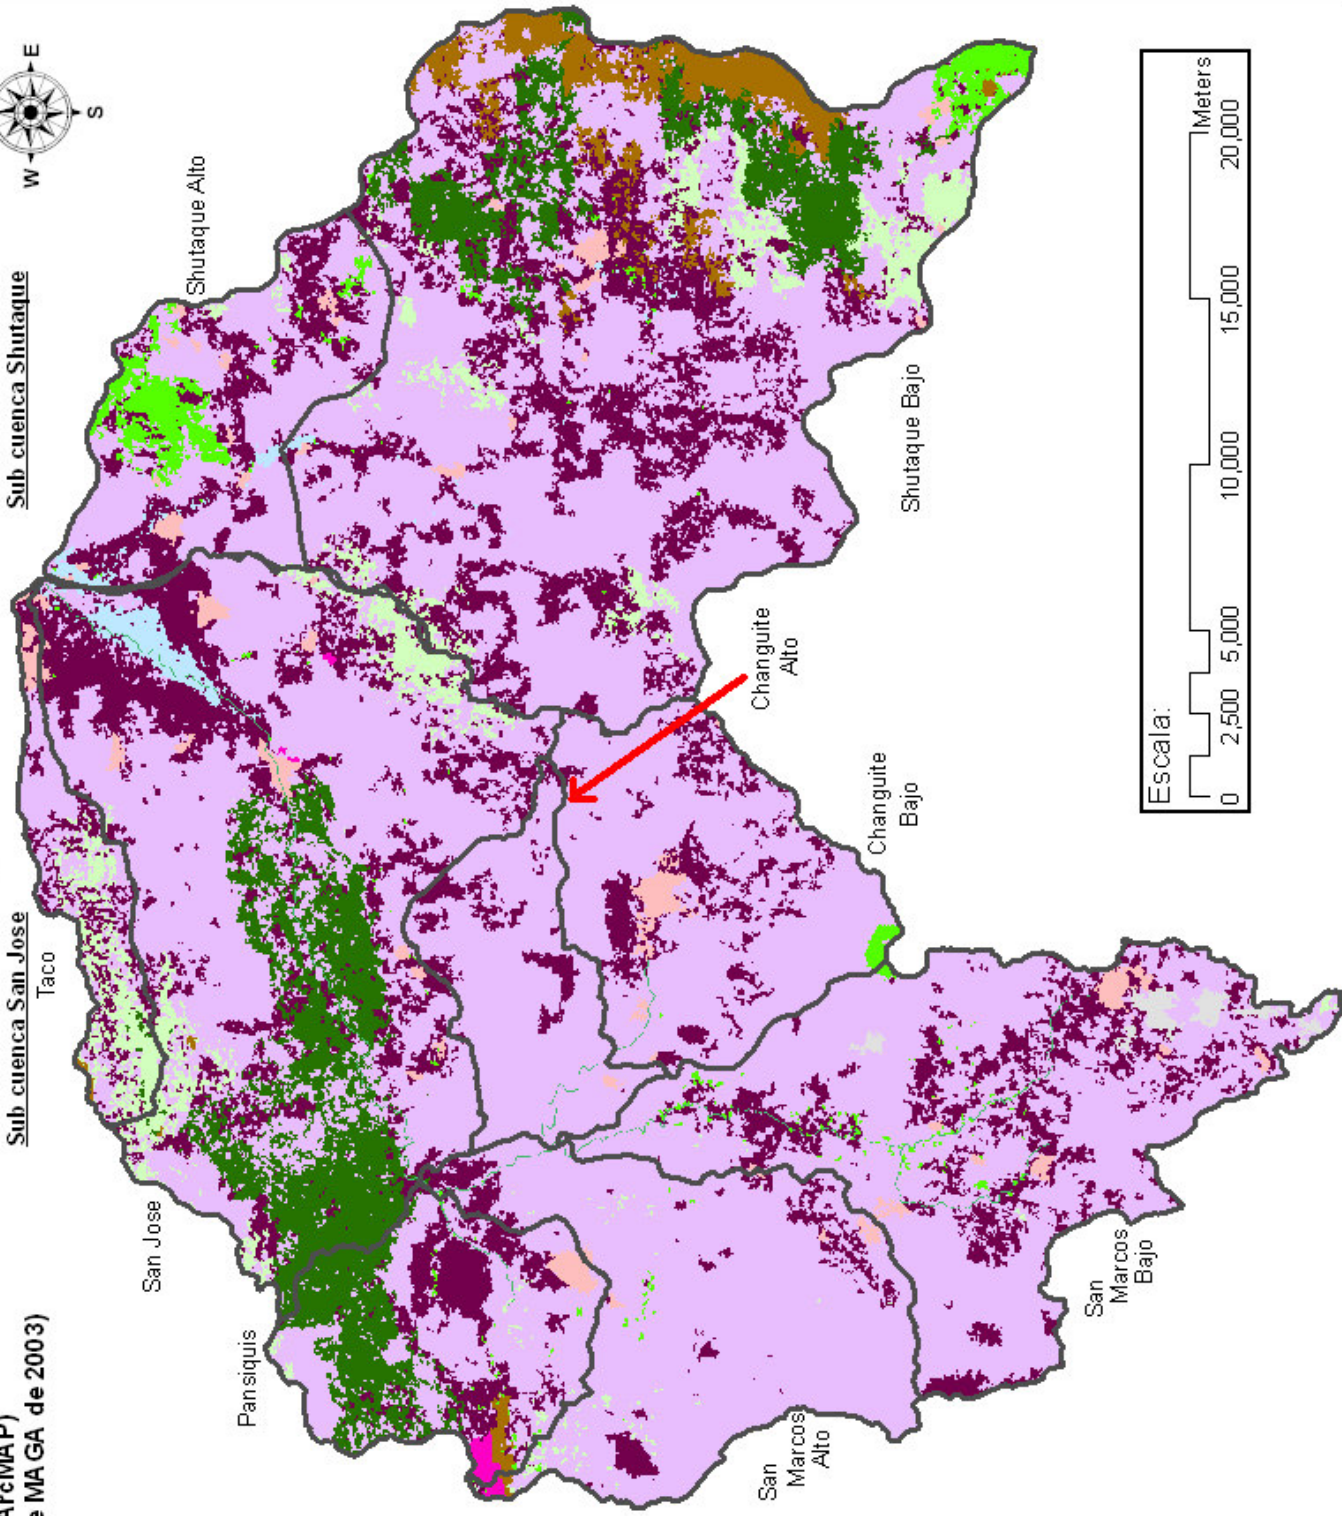 ArcMAP)
e MAGA de 2003)
Sub cuenca San Jose
Sub cuenca Shutaque
W
E
S
Taco
San Jose
Pansiquis
Shutaque Alto
San
Marcos
Alto
San
Marcos
Bajo
Changuite
Alto
Changuite
Bajo
Shutaque Bajo
Escala:
0 2,500 5,000 10,000 15,000 20,000
Meters